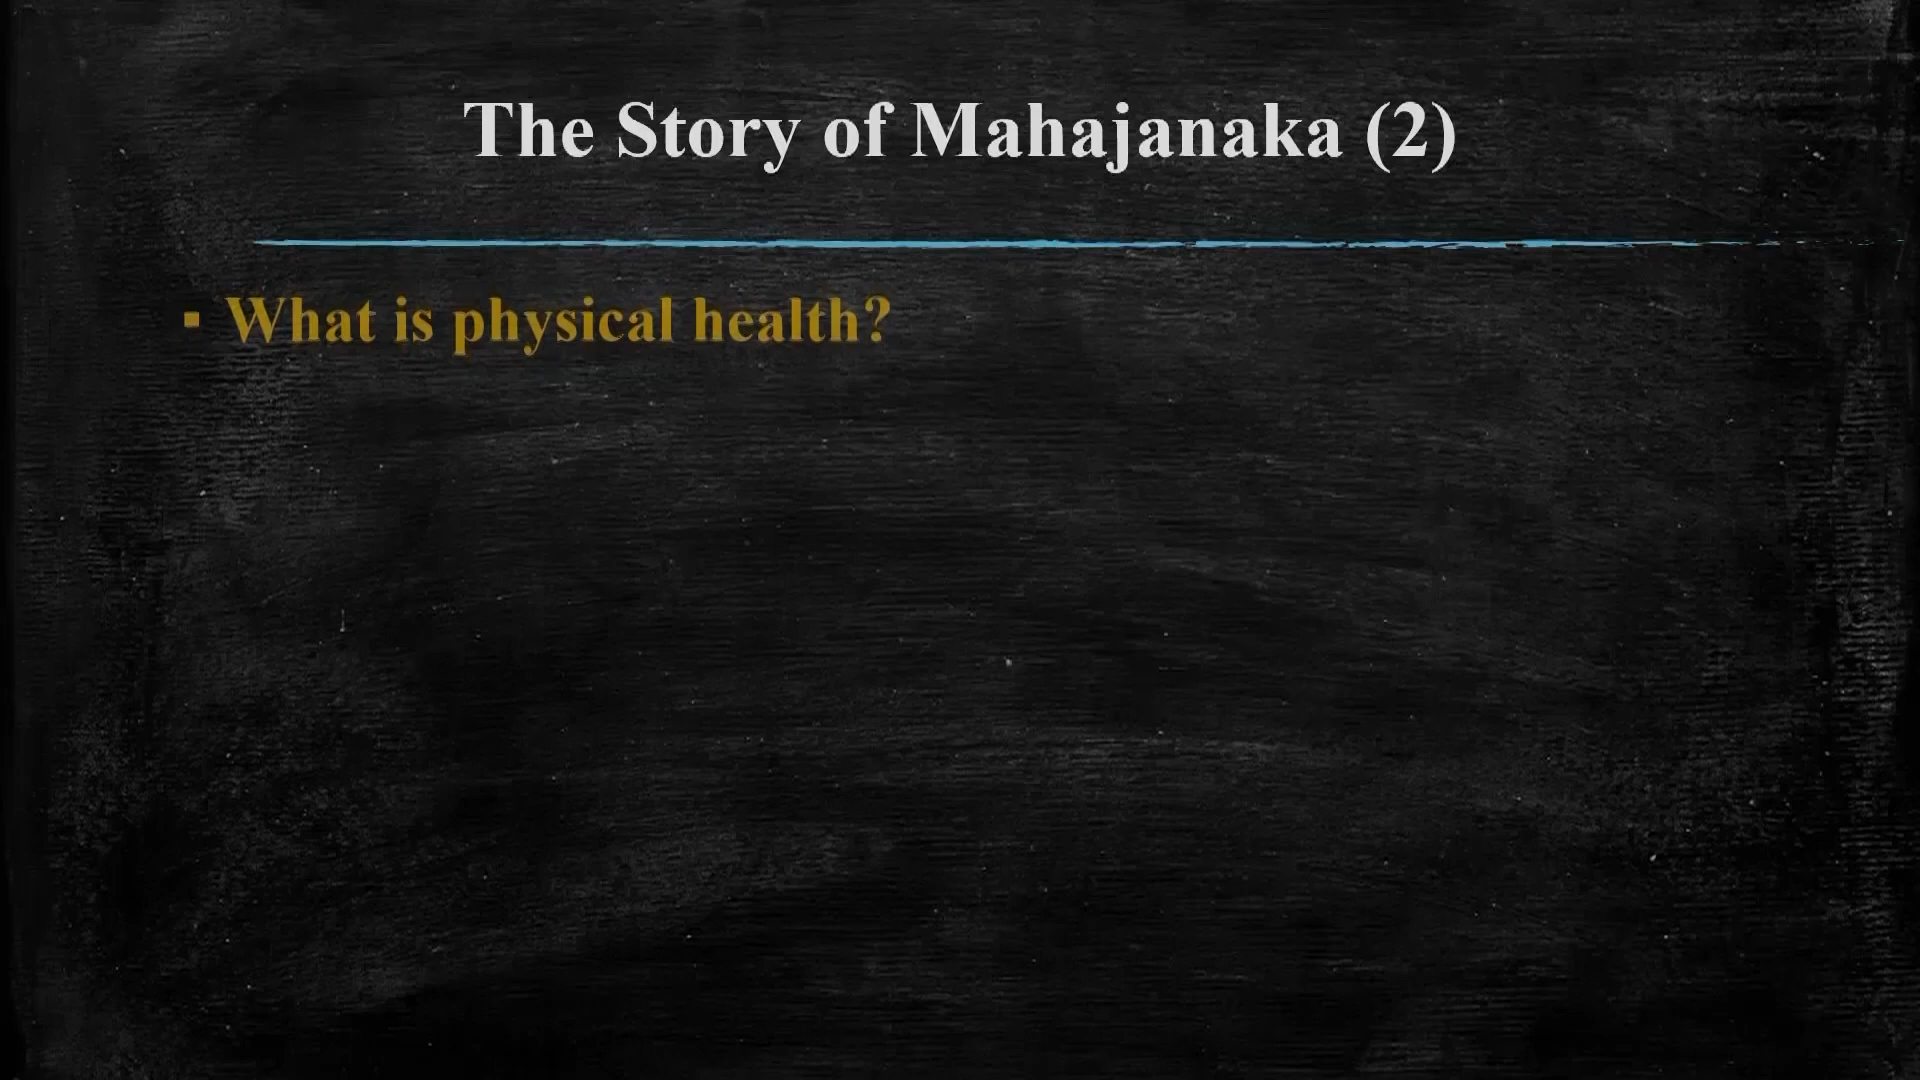 The Story of Mahajanaka (2)
▪ What is physical health?